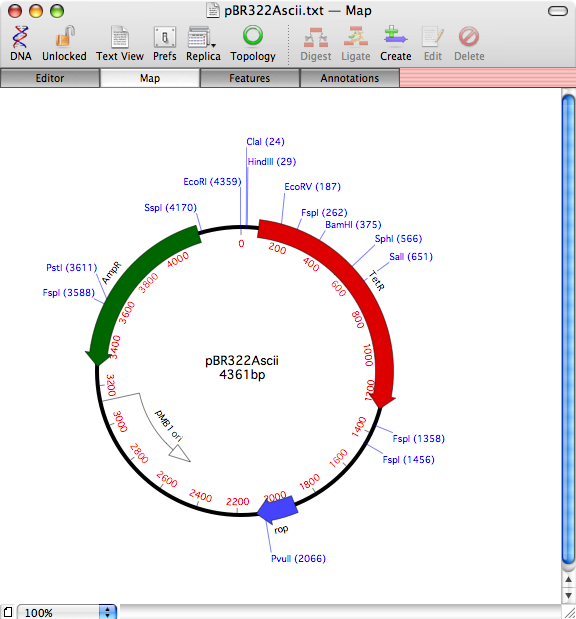 pBR322Ascii.txt — Map
DNA Unlocked Text View Prefs Replica Topology Digest Ligate Create Edit Delete
Editor Map Features Annotations
ClaI (24)
HindIII (29)
EcoRI (4359)
EcoRV (187)
SspI (4170)
FspI (262)
BamHI (375)
SphI (566)
SalI (651)
PstI (3611)
FspI (3588)
AmpR
TetR
0
200
400
600
800
1000
1200
1400
1600
1800
2000
2200
2400
2600
2800
3000
3200
3400
3600
3800
4000
pBR322Ascii
4361bp
pMB1 ori
FspI (1358)
FspI (1456)
rop
PvuII (2066)
100%